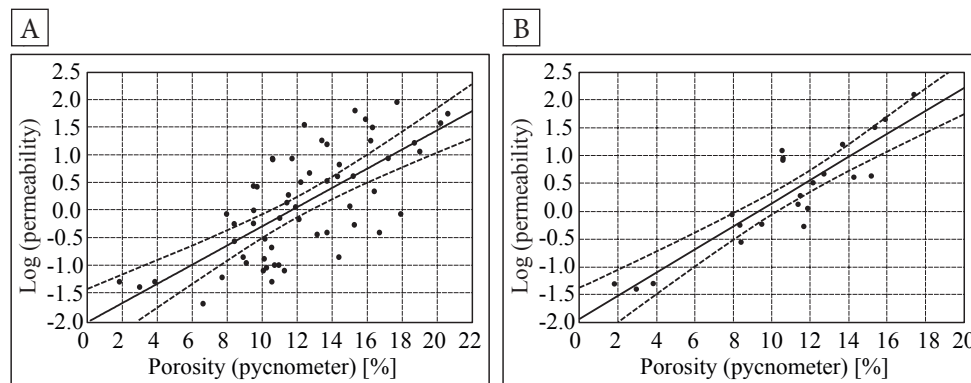 A
B
2.5
2.0
1.5
1.0
0.5
0.0
-0.5
-1.0
-1.5
-2.0
Log (permeability)
0 2 4 6 8 10 12 14 16 18 20 22
Porosity (pycnometer) [%]
2.5
2.0
1.5
1.0
0.5
0.0
-0.5
-1.0
-1.5
-2.0
Log (permeability)
0 2 4 6 8 10 12 14 16 18 20
Porosity (pycnometer) [%]